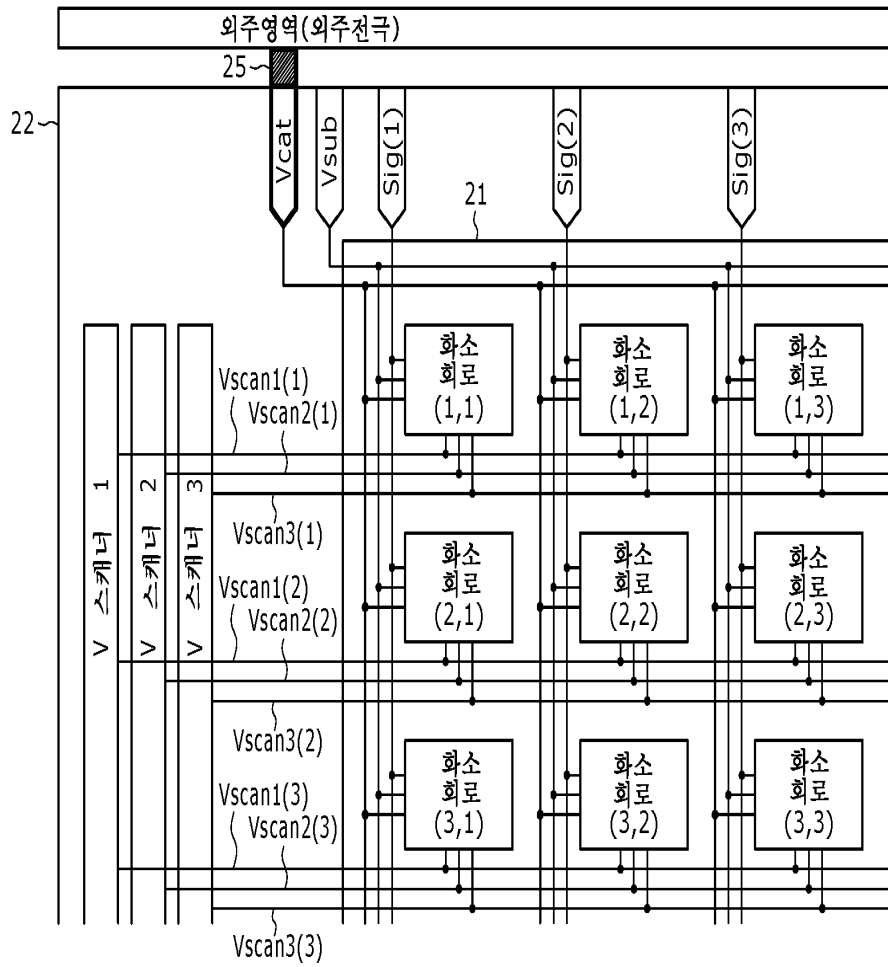 외주영역(외주전극)
25
22
Vcat
Vsub
Sig(1)
Sig(2)
Sig(3)
21
화소
회로
(1,1)
화소
회로
(1,2)
화소
회로
(1,3)
Vscan1(1)
Vscan2(1)
Vscan3(1)
V 스캐너 1
V 스캐너 2
V 스캐너 3
화소
회로
(2,1)
화소
회로
(2,2)
화소
회로
(2,3)
Vscan1(2)
Vscan2(2)
Vscan3(2)
화소
회로
(3,1)
화소
회로
(3,2)
화소
회로
(3,3)
Vscan1(3)
Vscan2(3)
Vscan3(3)